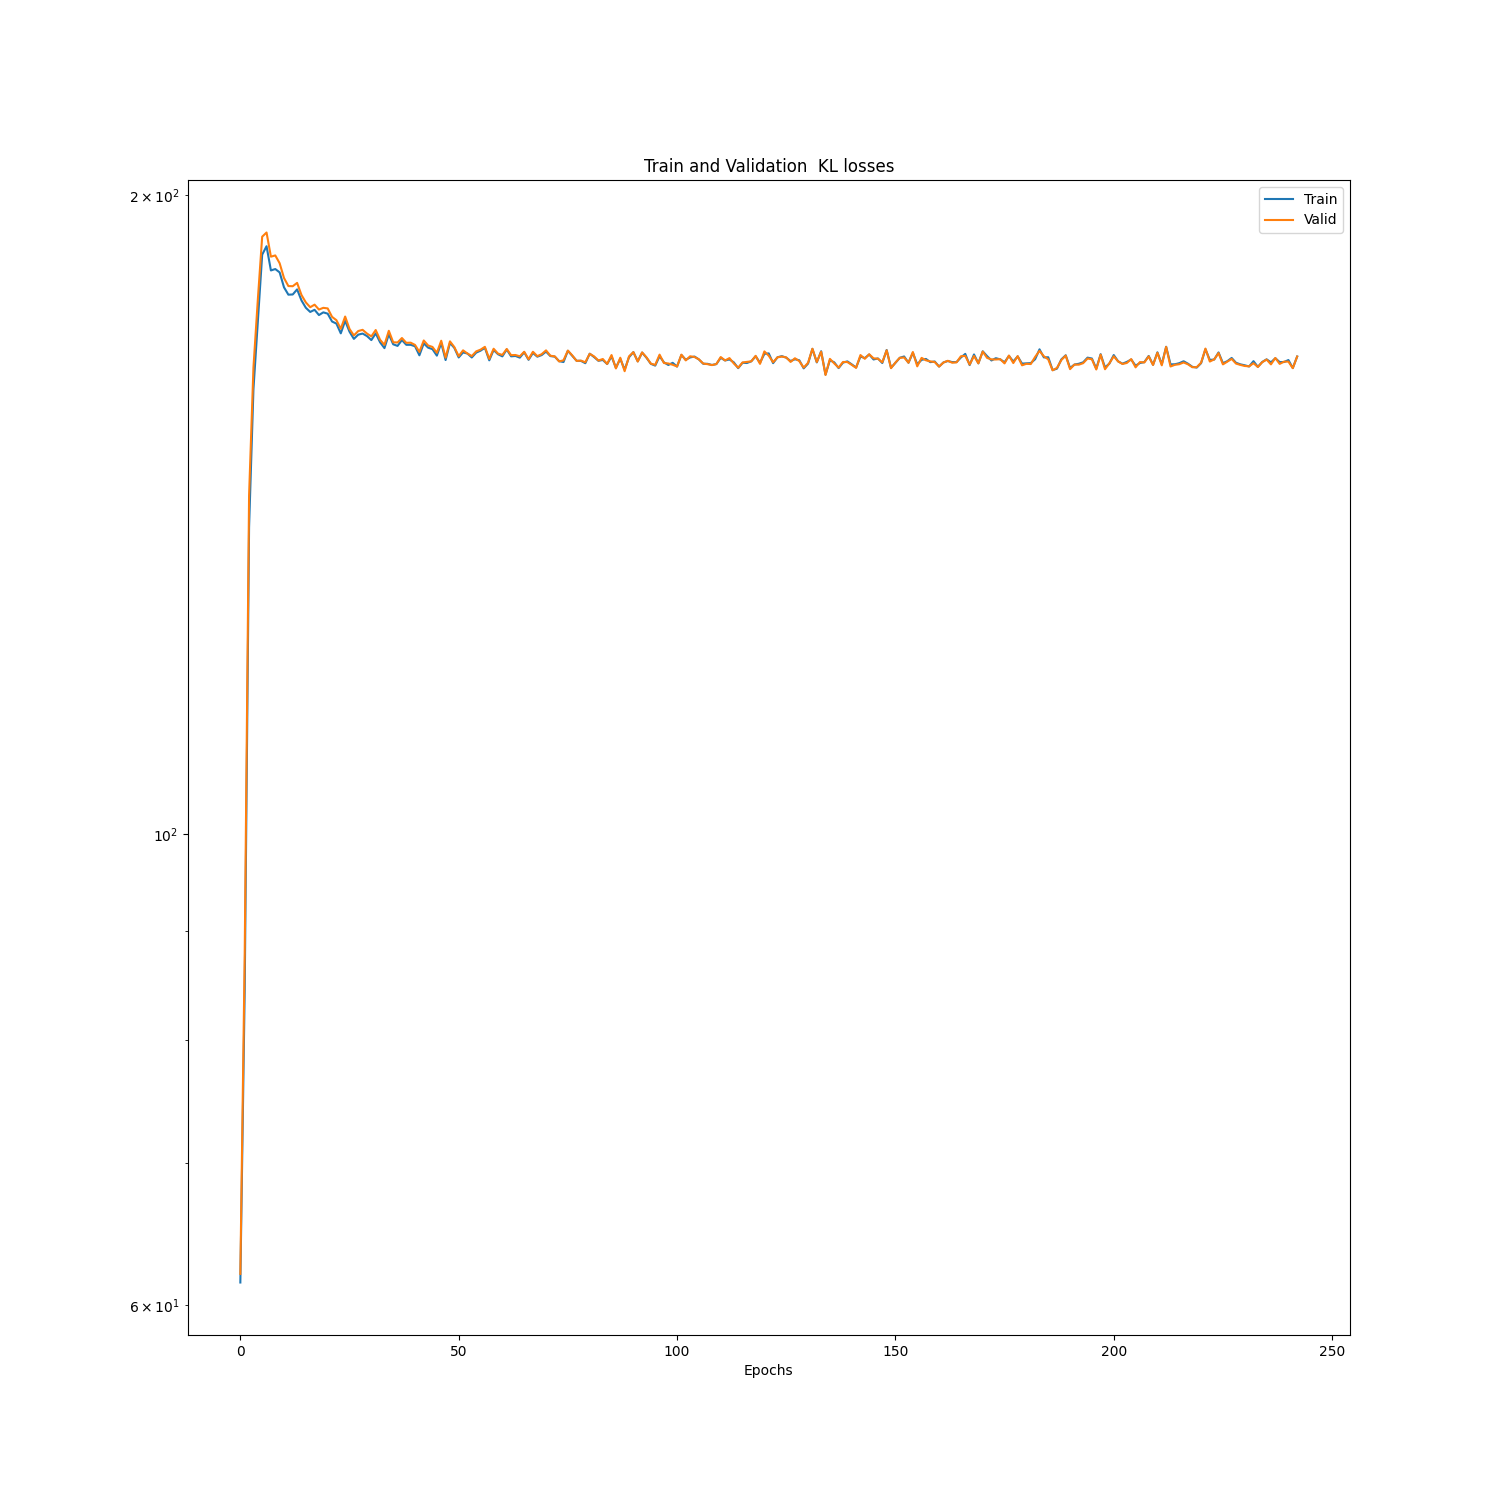 Train and Validation  KL losses
2 × 10²
Train
Valid
10²
6 × 10¹
0 50 100 150 200 250
Epochs